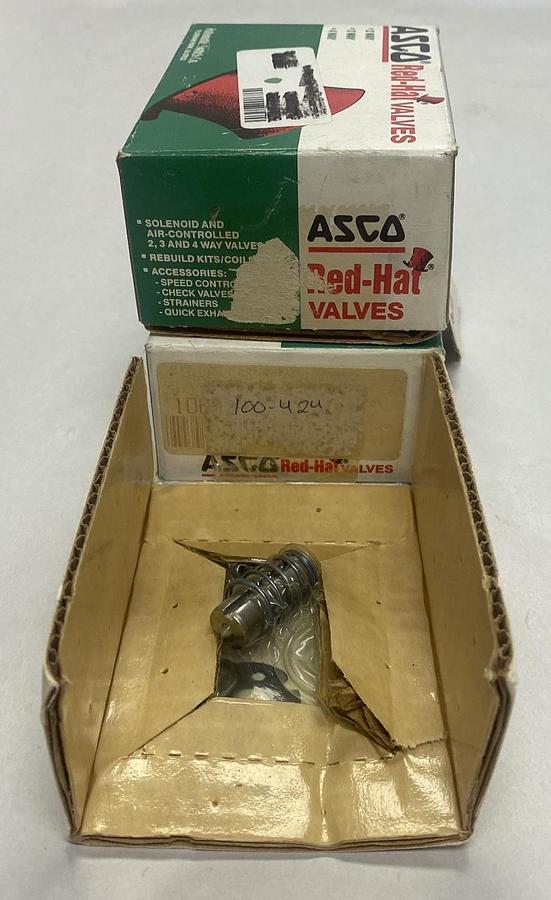 ASCO®
Red-Hat VALVES
SOLENOID AND
AIR-CONTROLLED
2, 3 AND 4 WAY VALVES
REBUILD KITS/COIL
ACCESSORIES:
- SPEED CONTRO
- CHECK VALVES
- STRAINERS
- QUICK EXHA
ASCO®
Red-Hat®
VALVES
100-424
ASCO Red-Hat VALVES